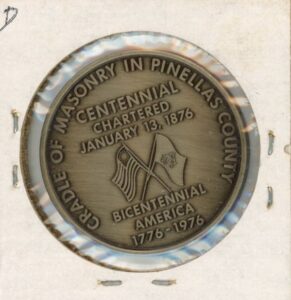 D
CRADLE OF MASONRY IN PINELLAS COUNTY
CENTENNIAL
CHARTERED
JANUARY 13, 1876
BICENTENNIAL
AMERICA
1776-1976